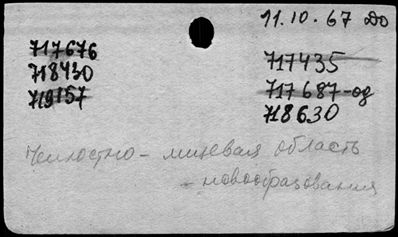 11.10.67 До
717676
718430
719157
717435
717687-од
718630
Челюстно - лицевая область
- новообразования